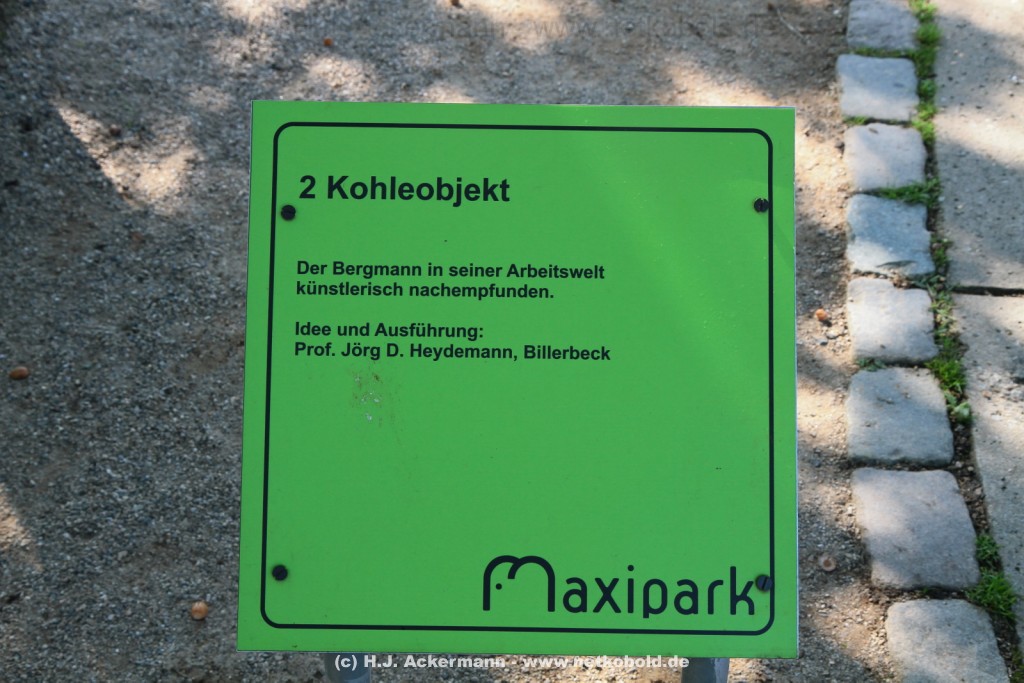 2 Kohleobjekt
Der Bergmann in seiner Arbeitswelt
künstlerisch nachempfunden.
Idee und Ausführung:
Prof. Jörg D. Heydemann, Billerbeck
Maxipark
(c) H.J. Ackermann - www.netkobold.de